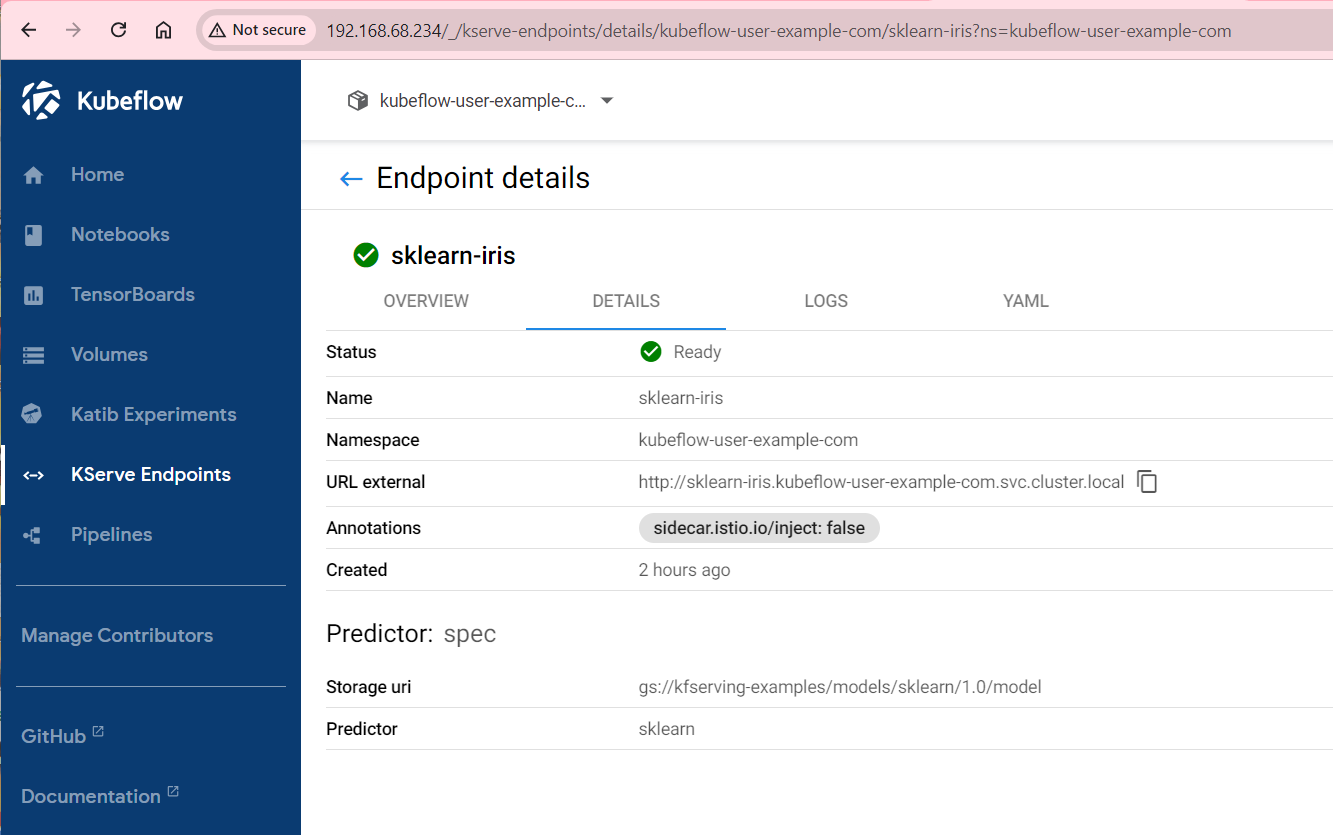 Not secure 192.168.68.234/_/kserve-endpoints/details/kubeflow-user-example-com/sklearn-iris?ns=kubeflow-user-example-com
Kubeflow
kubeflow-user-example-c...
Home
Notebooks
TensorBoards
Volumes
Katib Experiments
KServe Endpoints
Pipelines
Manage Contributors
GitHub
Documentation
Endpoint details
sklearn-iris
OVERVIEW DETAILS LOGS YAML
Status Ready
Name sklearn-iris
Namespace kubeflow-user-example-com
URL external http://sklearn-iris.kubeflow-user-example-com.svc.cluster.local
Annotations sidecar.istio.io/inject: false
Created 2 hours ago
Predictor: spec
Storage uri gs://kfserving-examples/models/sklearn/1.0/model
Predictor sklearn